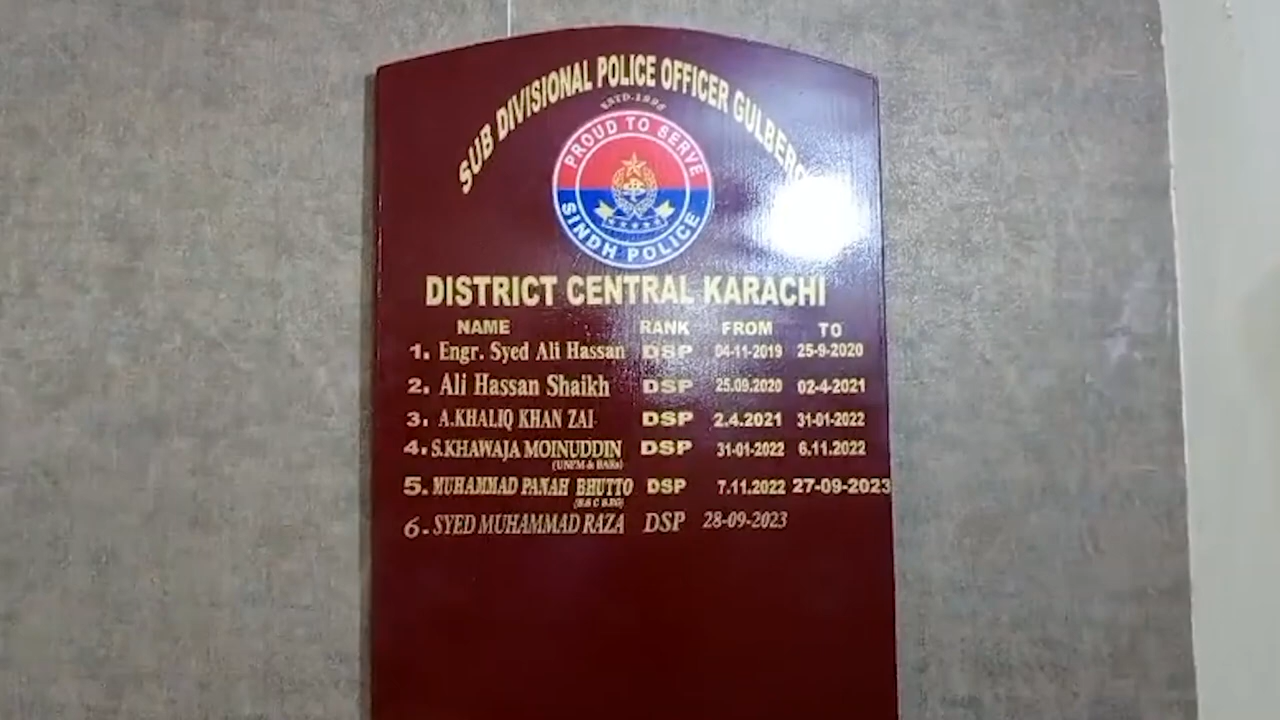 SUB DIVISIONAL POLICE OFFICER GULBERG
ESTD-1998
PROUD TO SERVE
SINDH POLICE
DISTRICT CENTRAL KARACHI
NAME RANK FROM TO
1. Engr. Syed Ali Hassan DSP 04-11-2019 25-9-2020
2. Ali Hassan Shaikh DSP 25.09.2020 02-4-2021
3. A.KHALIQ KHAN ZAI DSP 2.4.2021 31-01-2022
4. S.KHAWAJA MOINUDDIN DSP 31-01-2022 6.11.2022
5. MUHAMMAD PANAH BHUTTO DSP 7.11.2022 27-09-2023
6. SYED MUHAMMAD RAZA DSP 28-09-2023